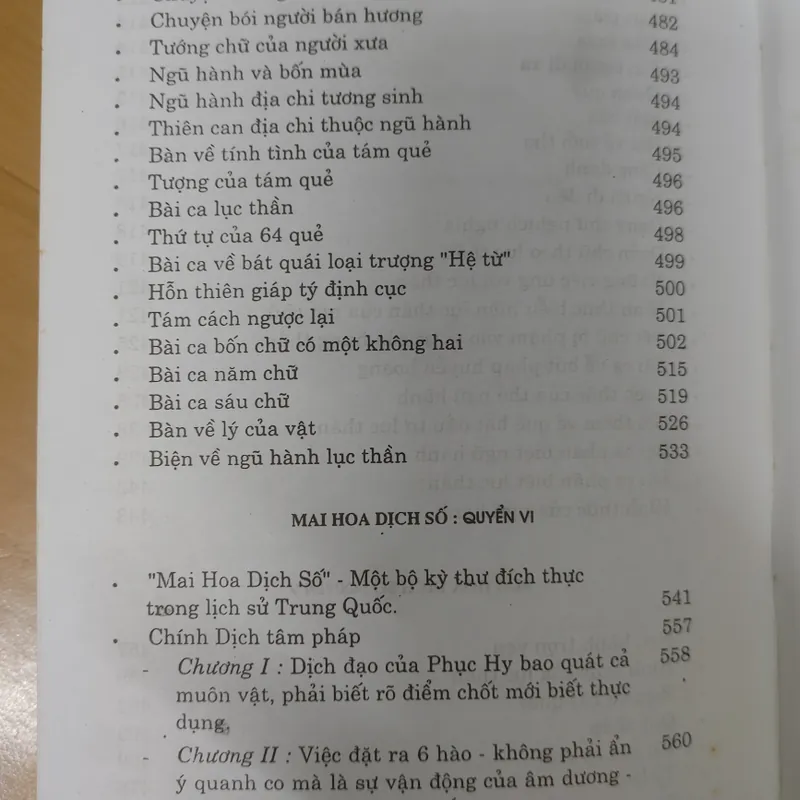 • Chuyện bói người bán hương 482
• Tướng chữ của người xưa 484
• Ngũ hành và bốn mùa 493
• Ngũ hành địa chi tương sinh 494
• Thiên can địa chi thuộc ngũ hành 494
• Bàn về tính tình của tám quẻ 495
• Tượng của tám quẻ 496
• Bài ca lục thần 496
• Thứ tự của 64 quẻ 498
• Bài ca về bát quái loại trượng "Hệ từ" 499
• Hỗn thiên giáp tý định cục 500
• Tám cách ngược lại 501
• Bài ca bốn chữ có một không hai 502
• Bài ca năm chữ 515
• Bài ca sáu chữ 519
• Bàn về lý của vật 526
• Biện về ngũ hành lục thần 533
MAI HOA DỊCH SỐ : QUYỂN VI
• "Mai Hoa Dịch Số" - Một bộ kỳ thư đích thực
trong lịch sử Trung Quốc. 541
• Chính Dịch tâm pháp 557
- Chương I : Dịch đạo của Phục Hy bao quát cả 558
muôn vật, phải biết rõ điểm chốt mới biết thực
dụng,
- Chương II : Việc đặt ra 6 hào - không phải ẩn 560
ý quanh co mà là sự vận động của âm dương -